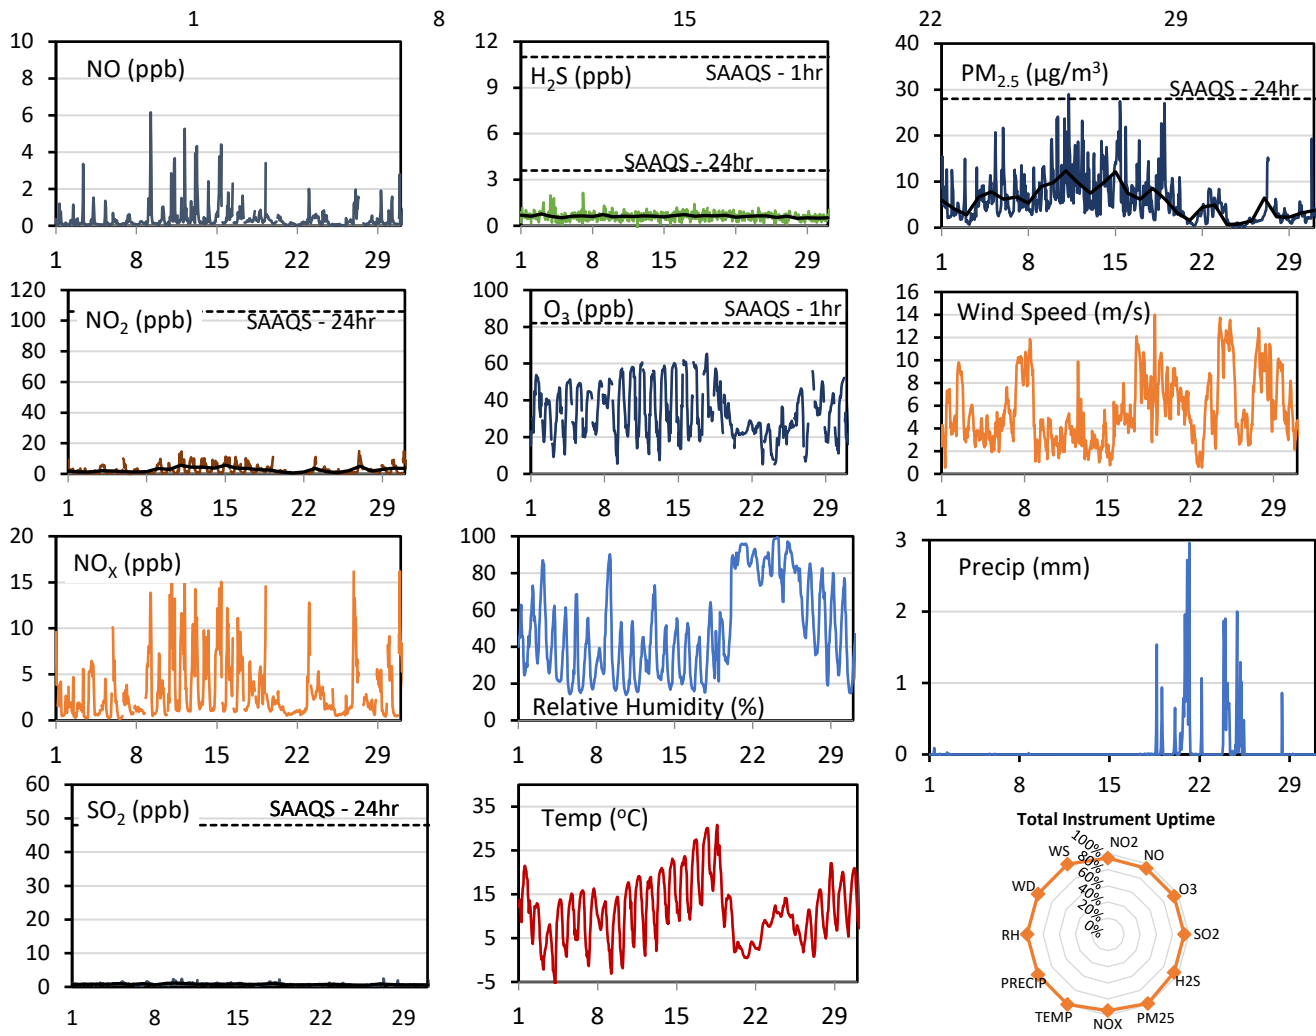 1 8 15 22 29
NO (ppb)
10
8
6
4
2
0
1 8 15 22 29
H2S (ppb)
SAAQS - 1hr
SAAQS - 24hr
12
9
6
3
0
1 8 15 22 29
PM2.5 (µg/m³)
SAAQS - 24hr
40
30
20
10
0
1 8 15 22 29
NO2 (ppb)
SAAQS - 24hr
120
100
80
60
40
20
0
1 8 15 22 29
O3 (ppb)
SAAQS - 1hr
100
80
60
40
20
0
1 8 15 22 29
Wind Speed (m/s)
16
14
12
10
8
6
4
2
0
1 8 15 22 29
NOX (ppb)
20
15
10
5
0
1 8 15 22 29
100
80
60
40
20
0
Relative Humidity (%)
1 8 15 22 29
Precip (mm)
3
2
1
0
1 8 15 22 29
SO2 (ppb)
SAAQS - 24hr
60
50
40
30
20
10
0
1 8 15 22 29
Temp (oC)
35
25
15
5
-5
1 8 15 22 29
Total Instrument Uptime
100%
80%
60%
40%
20%
0%
NO2
NO
O3
SO2
H2S
PM25
NOX
TEMP
PRECIP
RH
WD
WS